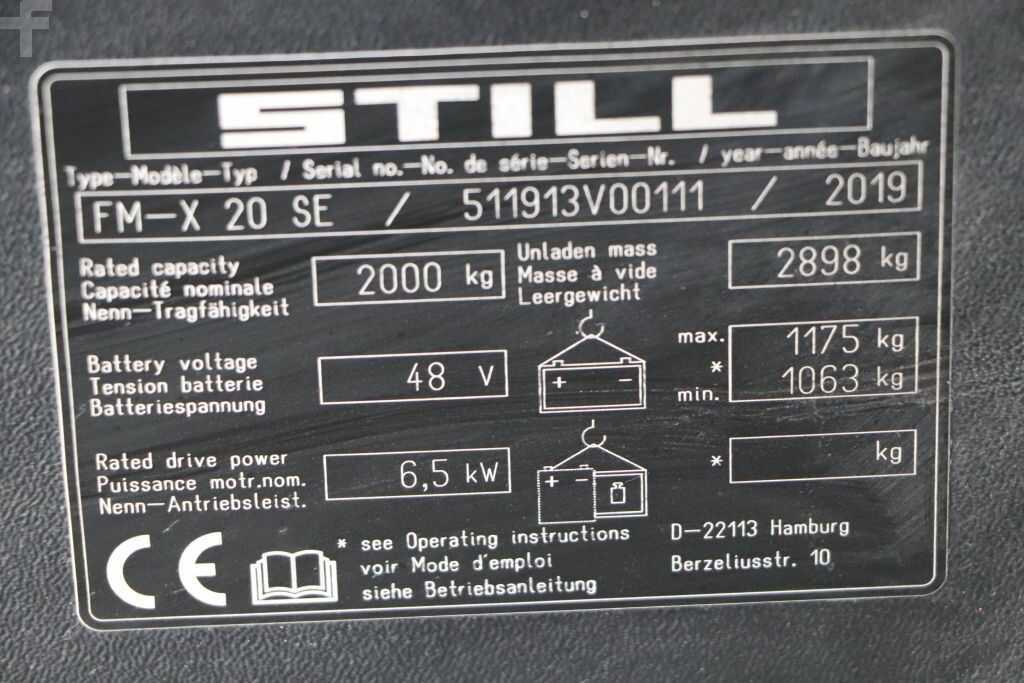 STILL
Type-Modèle-Typ / Serial no.-No. de série-Serien-Nr. / year-année-Baujahr
FM-X 20 SE / 511913V00111 / 2019
Rated capacity
Capacité nominale
Nenn-Tragfähigkeit
2000 kg
Unladen mass
Masse à vide
Leergewicht
2898 kg
Battery voltage
Tension batterie
Batteriespannung
48 V
+ -
max. 1175 kg
*
min. 1063 kg
Rated drive power
Puissance motr.nom.
Nenn-Antriebsleist.
6,5 kW
+ -
* kg
CE
* see Operating instructions
voir Mode d'emploi
siehe Betriebsanleitung
D-22113 Hamburg
Berzeliusstr. 10